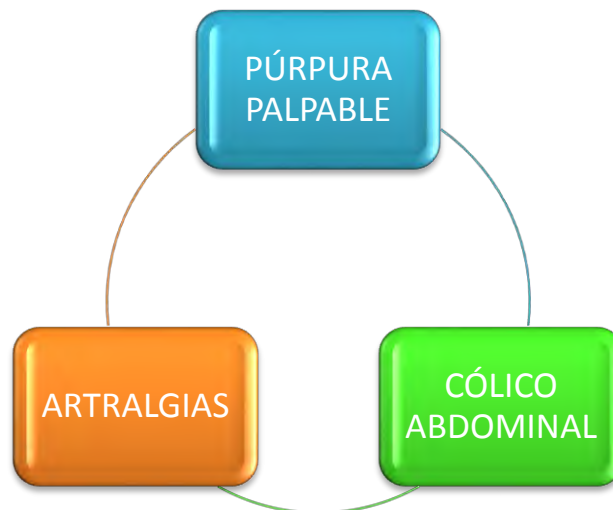 PÚRPURA
PALPABLE
ARTRALGIAS
CÓLICO
ABDOMINAL